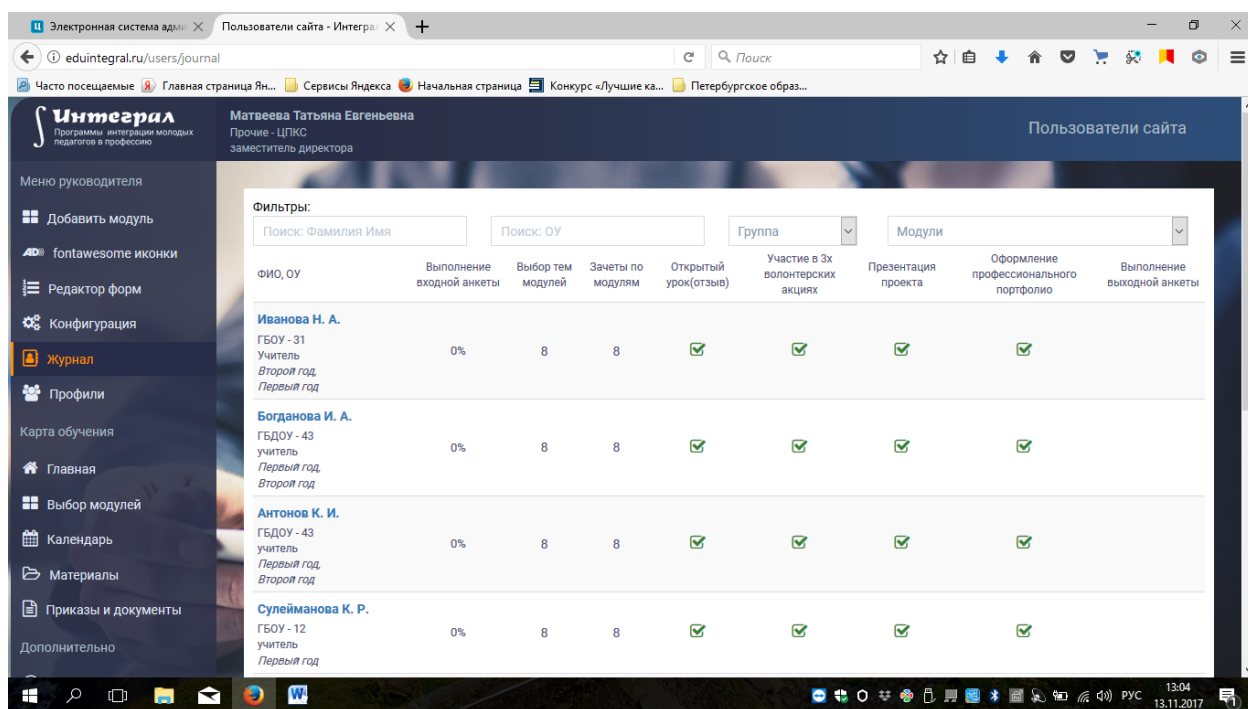 Электронная система адми
Пользователи сайта - Интеграл
eduintegral.ru/users/journal
Поиск
Часто посещаемые
Главная страница Ян...
Сервисы Яндекса
Начальная страница
Конкурс «Лучшие ка...
Петербургское образ...
Интеграл
Программы интеграции молодых
педагогов в профессию
Матвеева Татьяна Евгеньевна
Прочие - ЦПКС
заместитель директора
Пользователи сайта
Меню руководителя
Добавить модуль
fontawesome иконки
Редактор форм
Конфигурация
Журнал
Профили
Карта обучения
Главная
Выбор модулей
Календарь
Материалы
Приказы и документы
Дополнительно
Фильтры:
Поиск: Фамилия Имя
Поиск: ОУ
Группа
Модули
ФИО, ОУ
Выполнение
входной анкеты
Выбор тем
модулей
Зачеты по
модулям
Открытый
урок(отзыв)
Участие в 3х
волонтерских
акциях
Презентация
проекта
Оформление
профессионального
портфолио
Выполнение
выходной анкеты
Иванова Н. А.
ГБОУ - 31
Учитель
Второй год,
Первый год
0% 8 8
Богданова И. А.
ГБДОУ - 43
учитель
Первый год,
Второй год
0% 8 8
Антонов К. И.
ГБДОУ - 43
учитель
Первый год,
Второй год
0% 8 8
Сулейманова К. Р.
ГБОУ - 12
учитель
Первый год
0% 8 8
РУС
13:04
13.11.2017